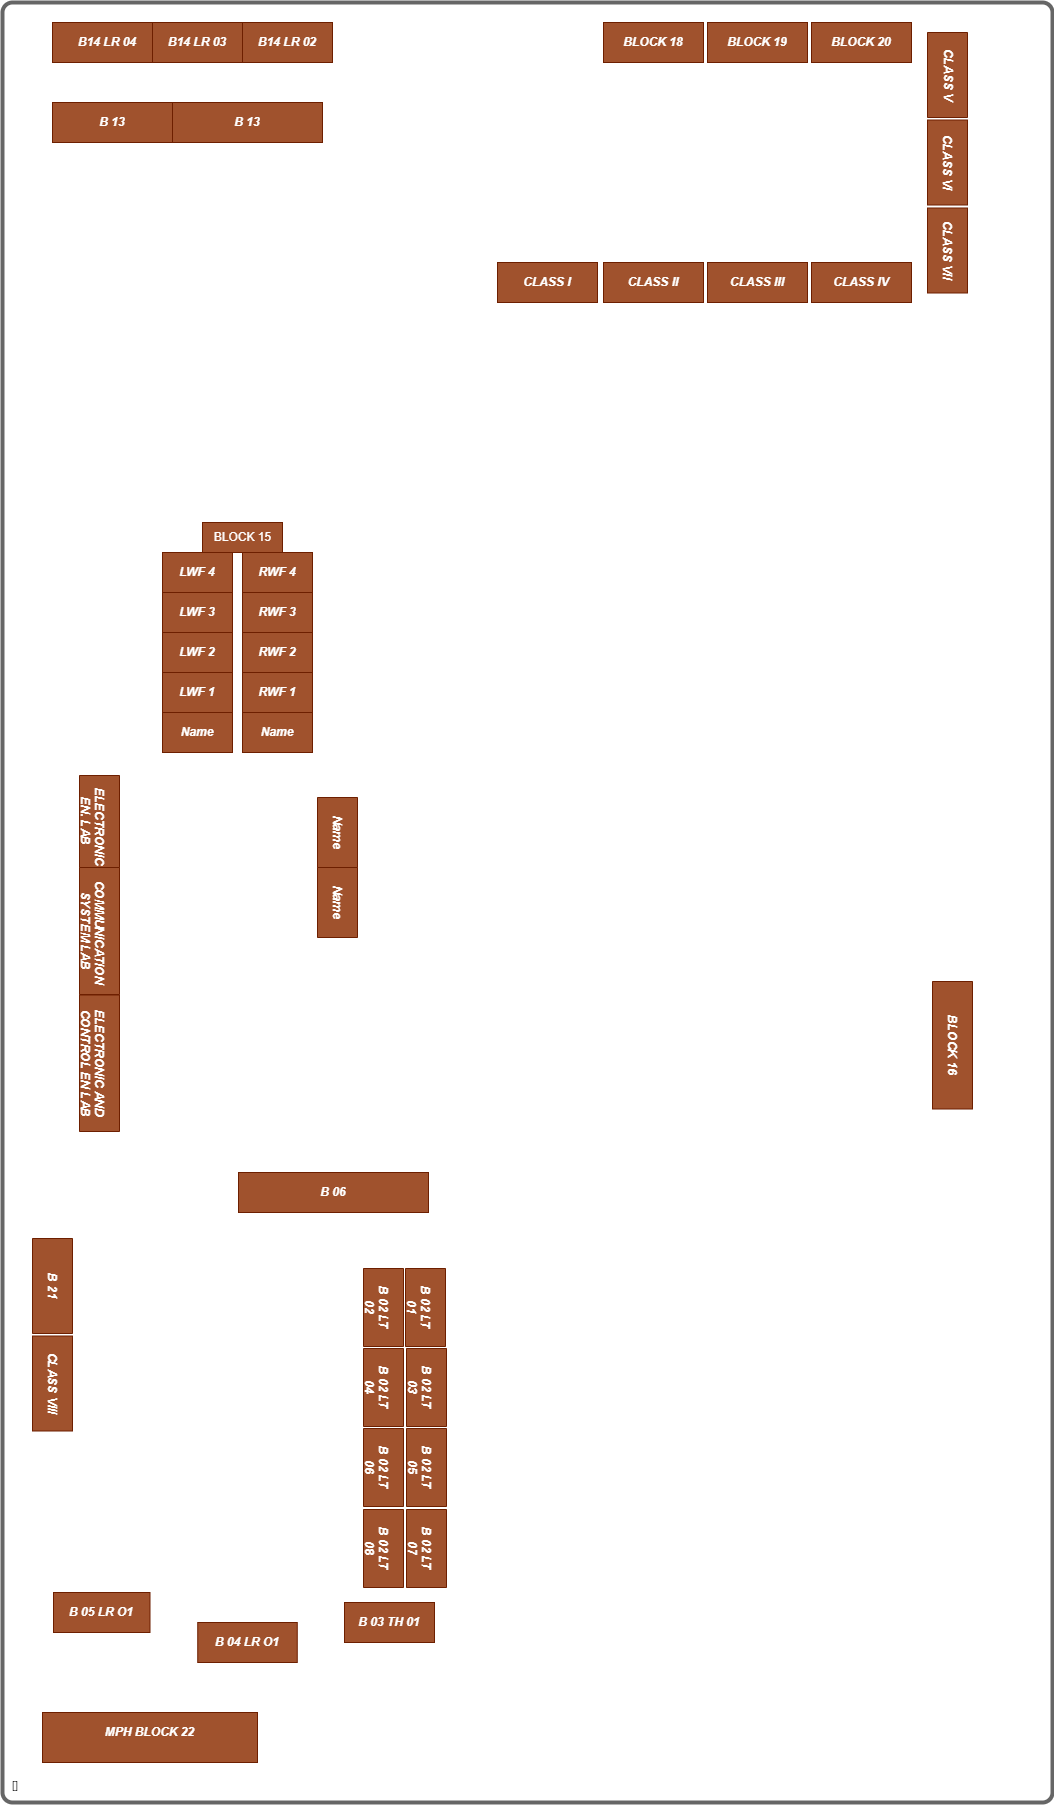 B14 LR 04
B14 LR 03
B14 LR 02
BLOCK 18
BLOCK 19
BLOCK 20
CLASS V
CLASS VI
CLASS VII
B 13
B 13
CLASS I
CLASS II
CLASS III
CLASS IV
BLOCK 15
LWF 4
RWF 4
LWF 3
RWF 3
LWF 2
RWF 2
LWF 1
RWF 1
Name
Name
ELECTRONIC
EN. LAB
COMMUNICATION
SYSTEM LAB
ELECTRONIC AND
CONTROL EN LAB
Name
Name
BLOCK 16
B 06
B 21
CLASS VIII
B 02 LT
02
B 02 LT
01
B 02 LT
04
B 02 LT
03
B 02 LT
06
B 02 LT
05
B 02 LT
08
B 02 LT
07
B 05 LR O1
B 04 LR O1
B 03 TH 01
MPH BLOCK 22